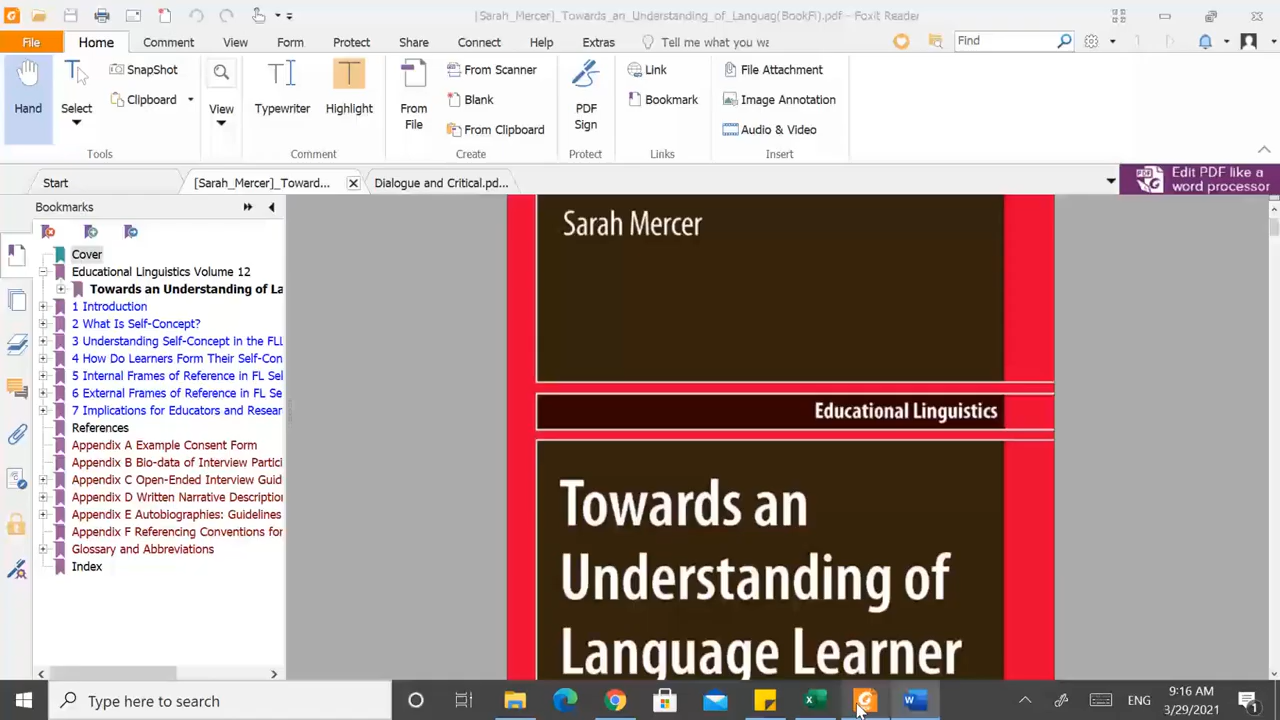 [Sarah_Mercer]_Towards_an_Understanding_of_Languag(BookFi).pdf - Foxit Reader
File Home Comment View Form Protect Share Connect Help Extras Tell me what you wa Find
Hand
Select
SnapShot
Clipboard
Tools
View
Typewriter
Highlight
Comment
From File
From Scanner
Blank
From Clipboard
Create
PDF Sign
Protect
Link
Bookmark
Links
File Attachment
Image Annotation
Audio & Video
Insert
Start [Sarah_Mercer]_Toward... Dialogue and Critical.pd...
Edit PDF like a
word processor
Bookmarks
Cover
Educational Linguistics Volume 12
Towards an Understanding of La
1 Introduction
2 What Is Self-Concept?
3 Understanding Self-Concept in the FLL
4 How Do Learners Form Their Self-Con
5 Internal Frames of Reference in FL Se
6 External Frames of Reference in FL Se
7 Implications for Educators and Resear
References
Appendix A Example Consent Form
Appendix B Bio-data of Interview Partici
Appendix C Open-Ended Interview Guid
Appendix D Written Narrative Description
Appendix E Autobiographies: Guidelines
Appendix F Referencing Conventions for
Glossary and Abbreviations
Index
Sarah Mercer
Educational Linguistics
Towards an
Understanding of
Language Learner
Type here to search
ENG
9:16 AM
3/29/2021
1